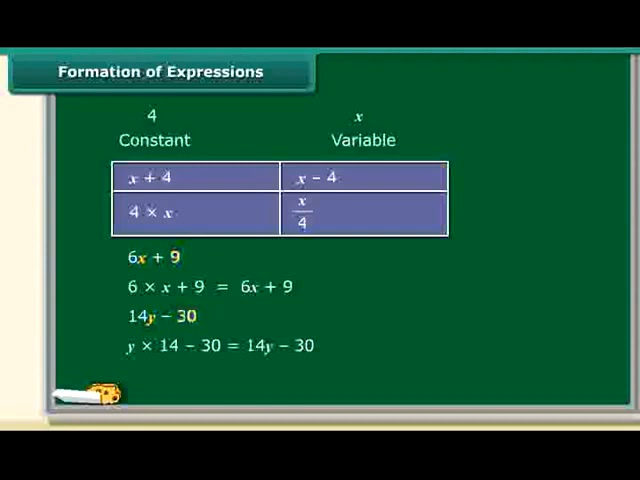 Formation of Expressions
4 x
Constant Variable
x + 4 x − 4
4 × x x/4
6x + 9
6 × x + 9 = 6x + 9
14y − 30
y × 14 − 30 = 14y − 30